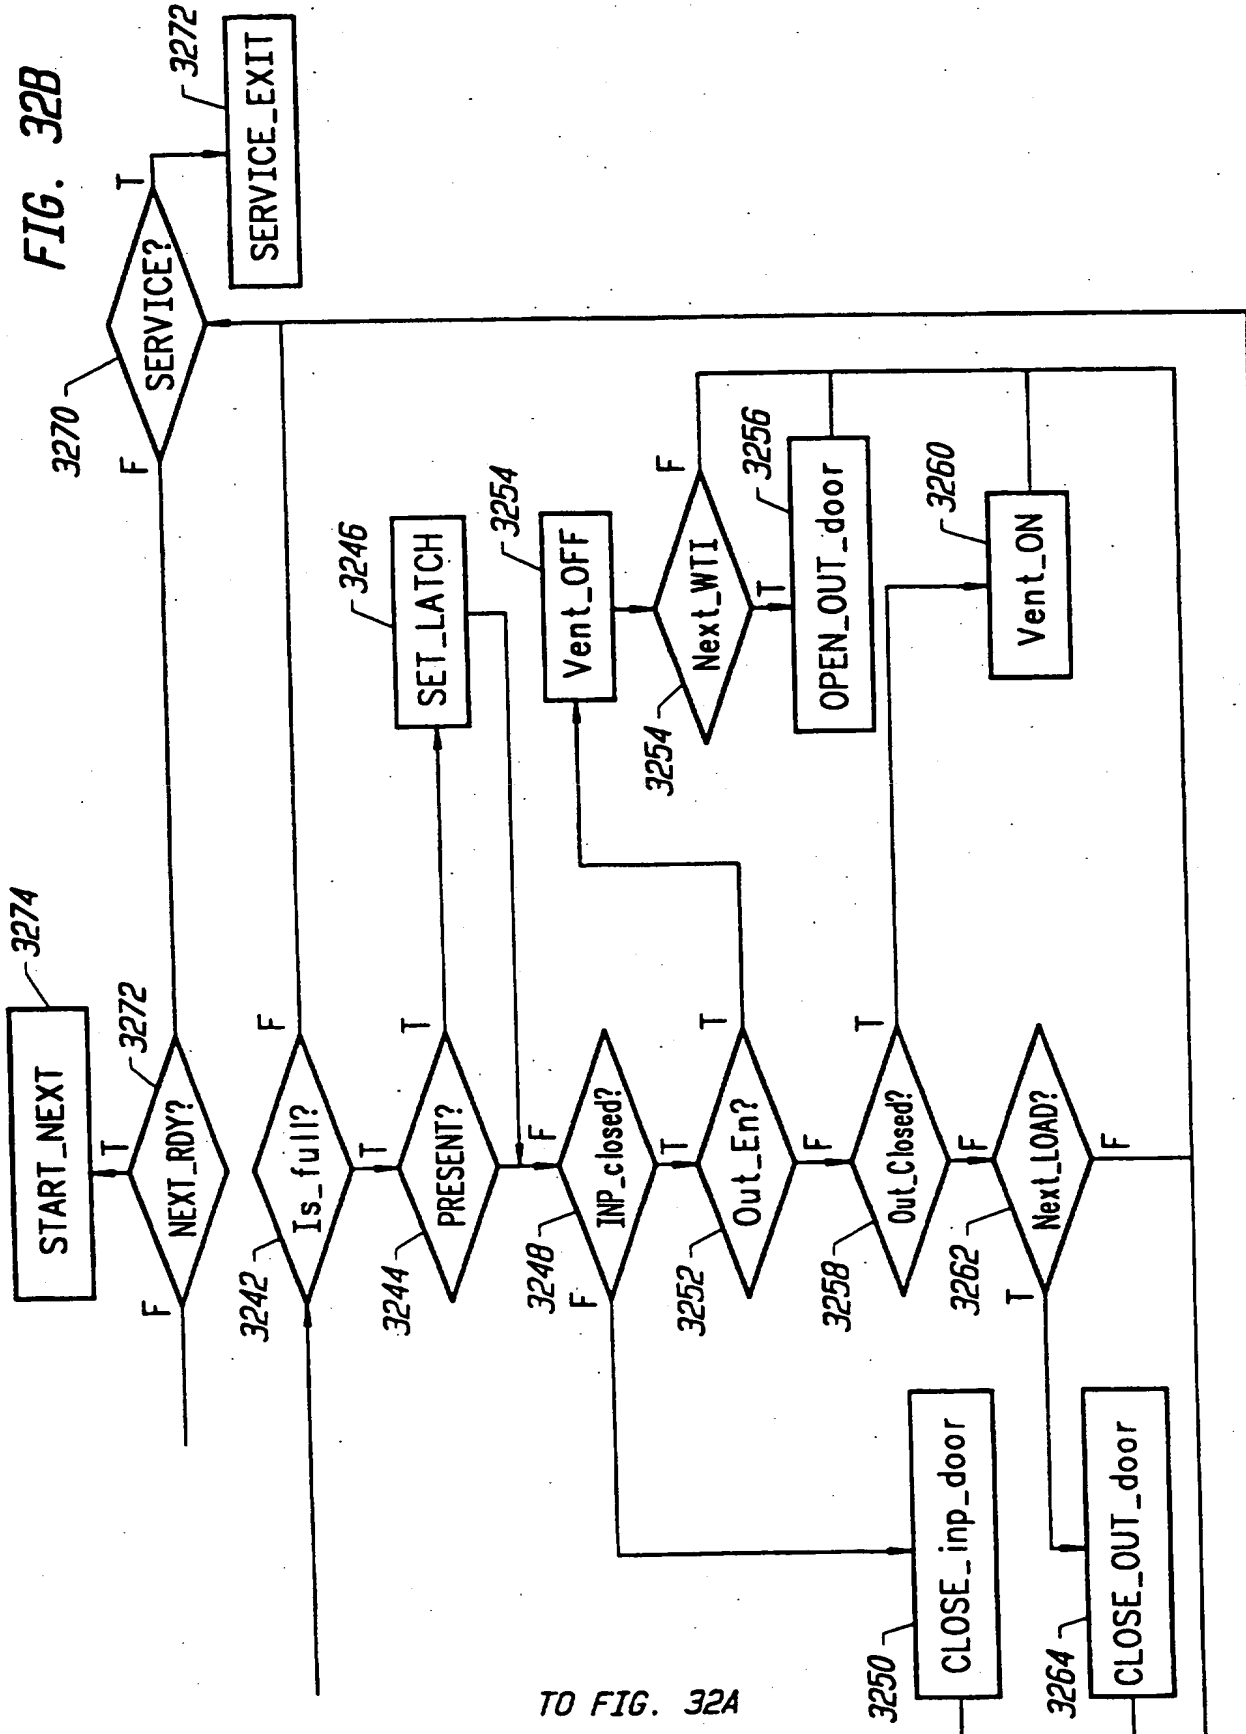 FIG. 32B
3274
START_NEXT
T
3272
NEXT_RDY?
F
F
3270
SERVICE?
T
3272
SERVICE_EXIT
3242
Is_full?
F
T
3244
PRESENT?
T
3246
SET_LATCH
F
3248
INP_closed?
F
T
3252
Out_En?
T
F
3254
Vent_OFF
3254
Next_WTI
F
T
3256
OPEN_OUT_door
3258
Out_Closed?
T
F
3260
Vent_ON
3262
Next_LOAD?
T
F
3250
CLOSE_inp_door
3264
CLOSE_OUT_door
TO FIG. 32A